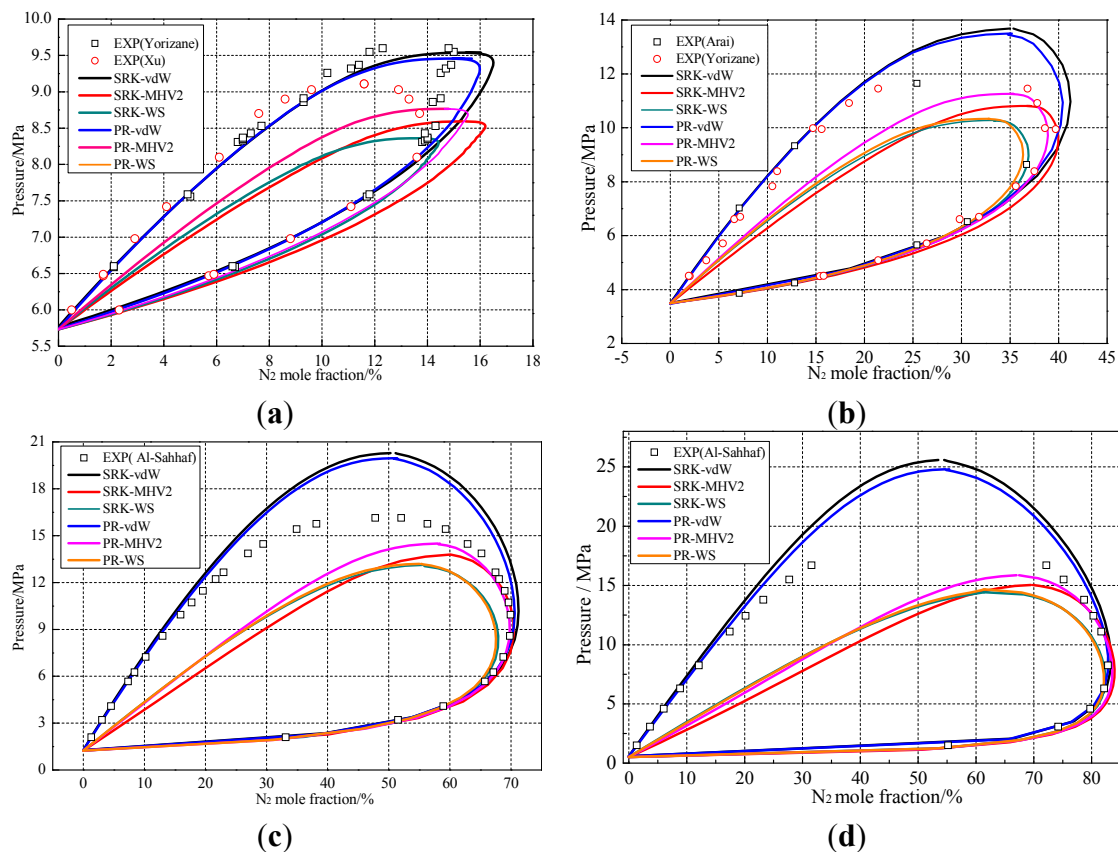 10.0
9.5
9.0
8.5
8.0
7.5
7.0
6.5
6.0
5.5
Pressure/MPa
EXP(Yorizane)
EXP(Xu)
SRK-vdW
SRK-MHV2
SRK-WS
PR-vdW
PR-MHV2
PR-WS
0 2 4 6 8 10 12 14 16 18
N2 mole fraction/%
(a)
14
12
10
8
6
4
2
Pressure/MPa
EXP(Arai)
EXP(Yorizane)
SRK-vdW
SRK-MHV2
SRK-WS
PR-vdW
PR-MHV2
PR-WS
-5 0 5 10 15 20 25 30 35 40 45
N2 mole fraction/%
(b)
21
18
15
12
9
6
3
0
Pressure/MPa
EXP( Al-Sahhaf)
SRK-vdW
SRK-MHV2
SRK-WS
PR-vdW
PR-MHV2
PR-WS
0 10 20 30 40 50 60 70
N2 mole fraction/%
(c)
25
20
15
10
5
0
Pressure / MPa
EXP(Al-Sahhaf)
SRK-vdW
SRK-MHV2
SRK-WS
PR-vdW
PR-MHV2
PR-WS
0 10 20 30 40 50 60 70 80
N2 mole fraction/%
(d)